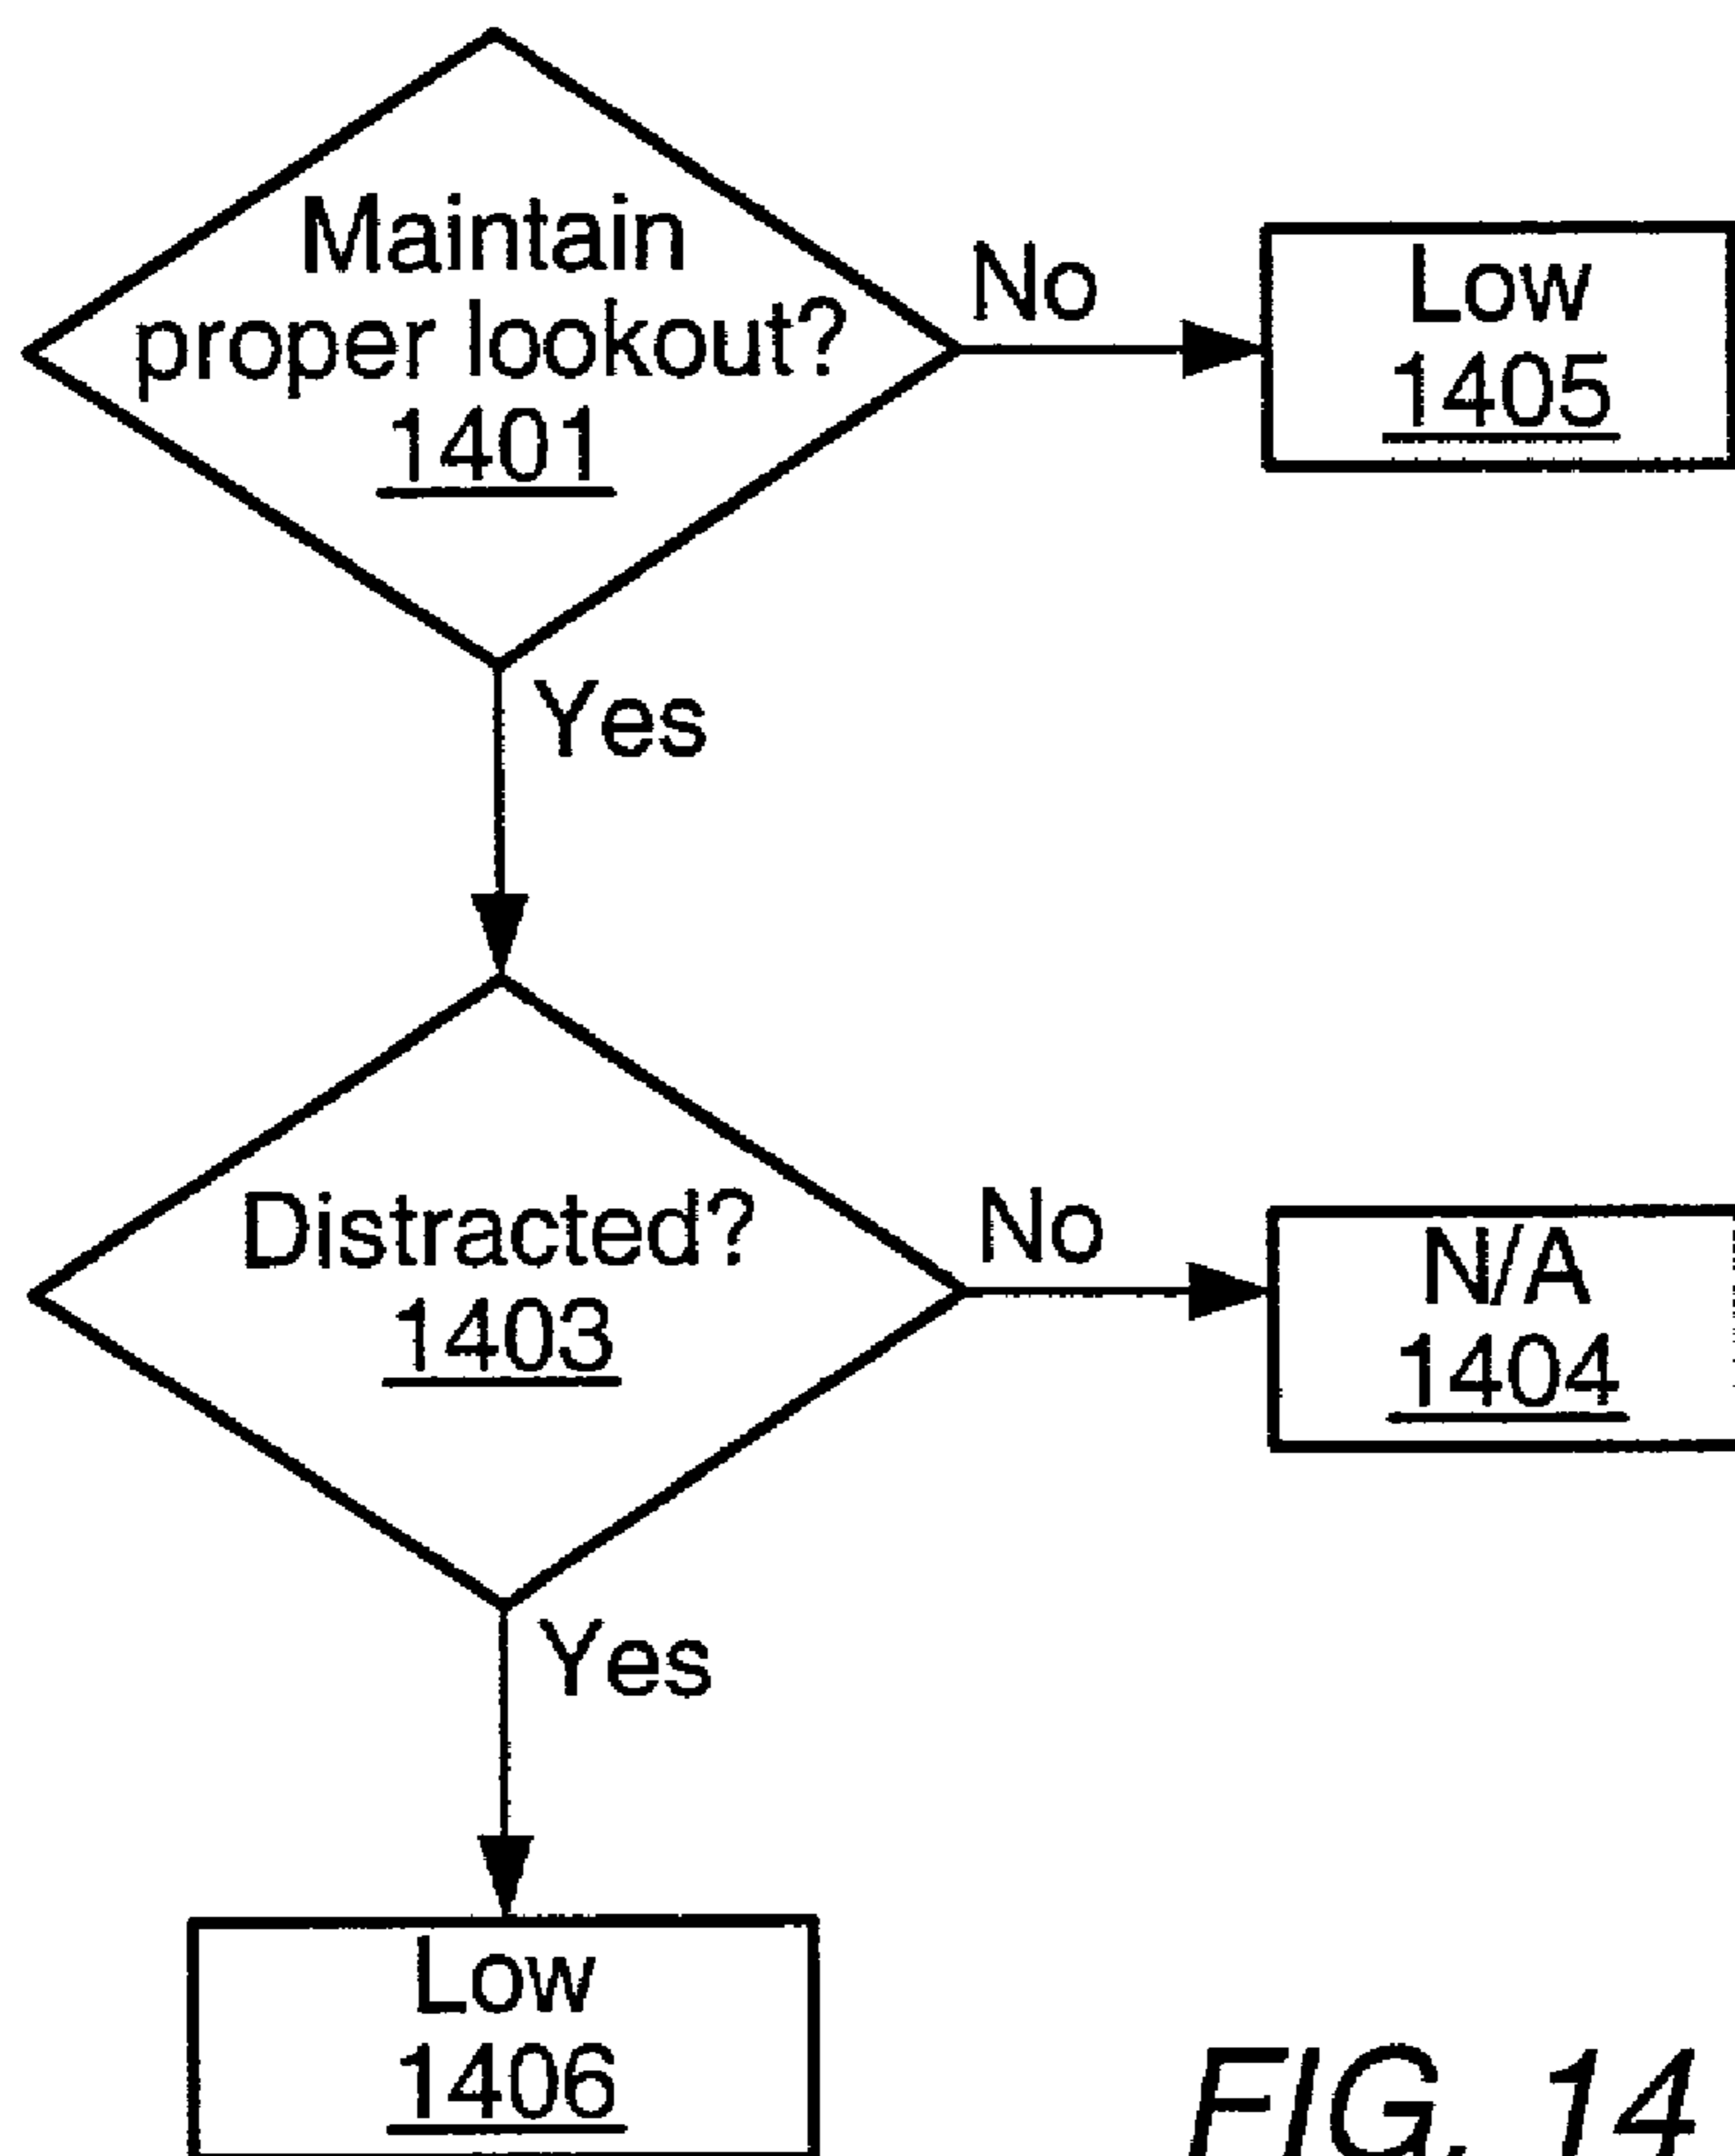 Maintain
proper lookout?
1401
No
Low
1405
Yes
Distracted?
1403
No
N/A
1404
Yes
Low
1406
FIG. 14